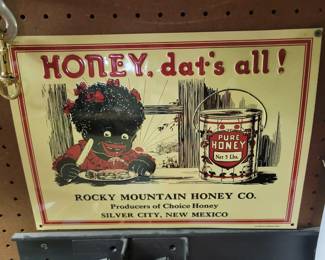 HONEY, dat's all!
PURE
HONEY
Net 5 Lbs.
ROCKY MOUNTAIN HONEY CO.
Producers of Choice Honey
SILVER CITY, NEW MEXICO